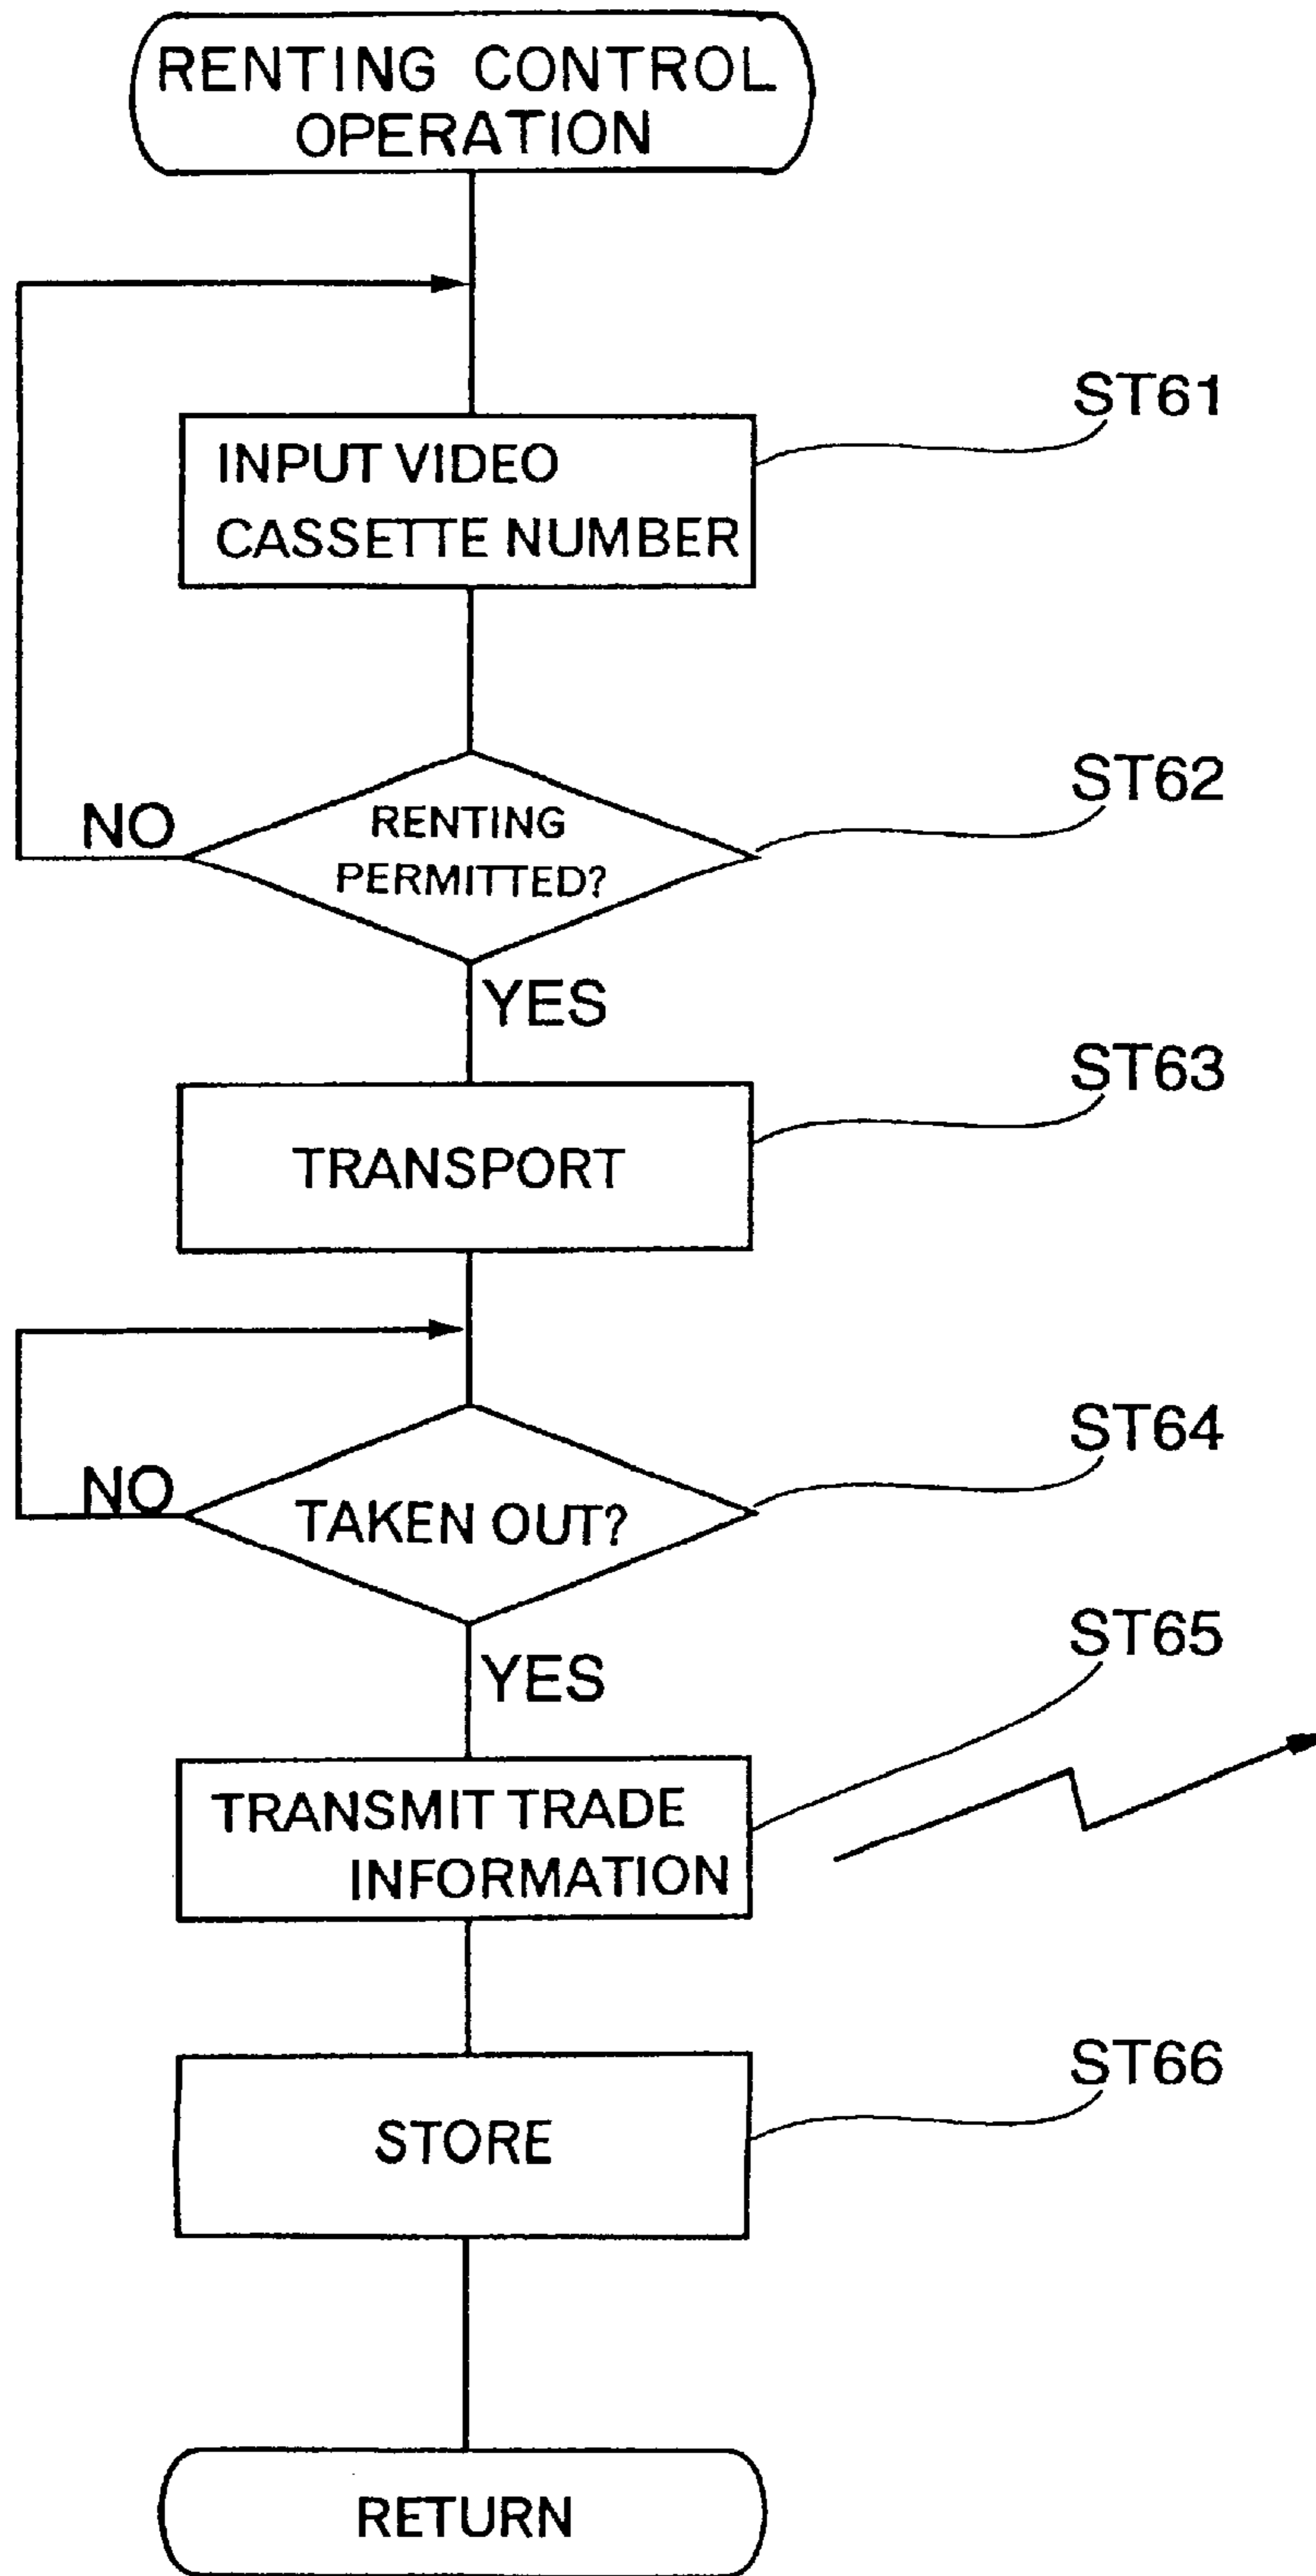 RENTING CONTROL
OPERATION
ST61
INPUT VIDEO
CASSETTE NUMBER
ST62
NO
RENTING
PERMITTED?
YES
ST63
TRANSPORT
ST64
NO
TAKEN OUT?
YES
ST65
TRANSMIT TRADE
INFORMATION
ST66
STORE
RETURN